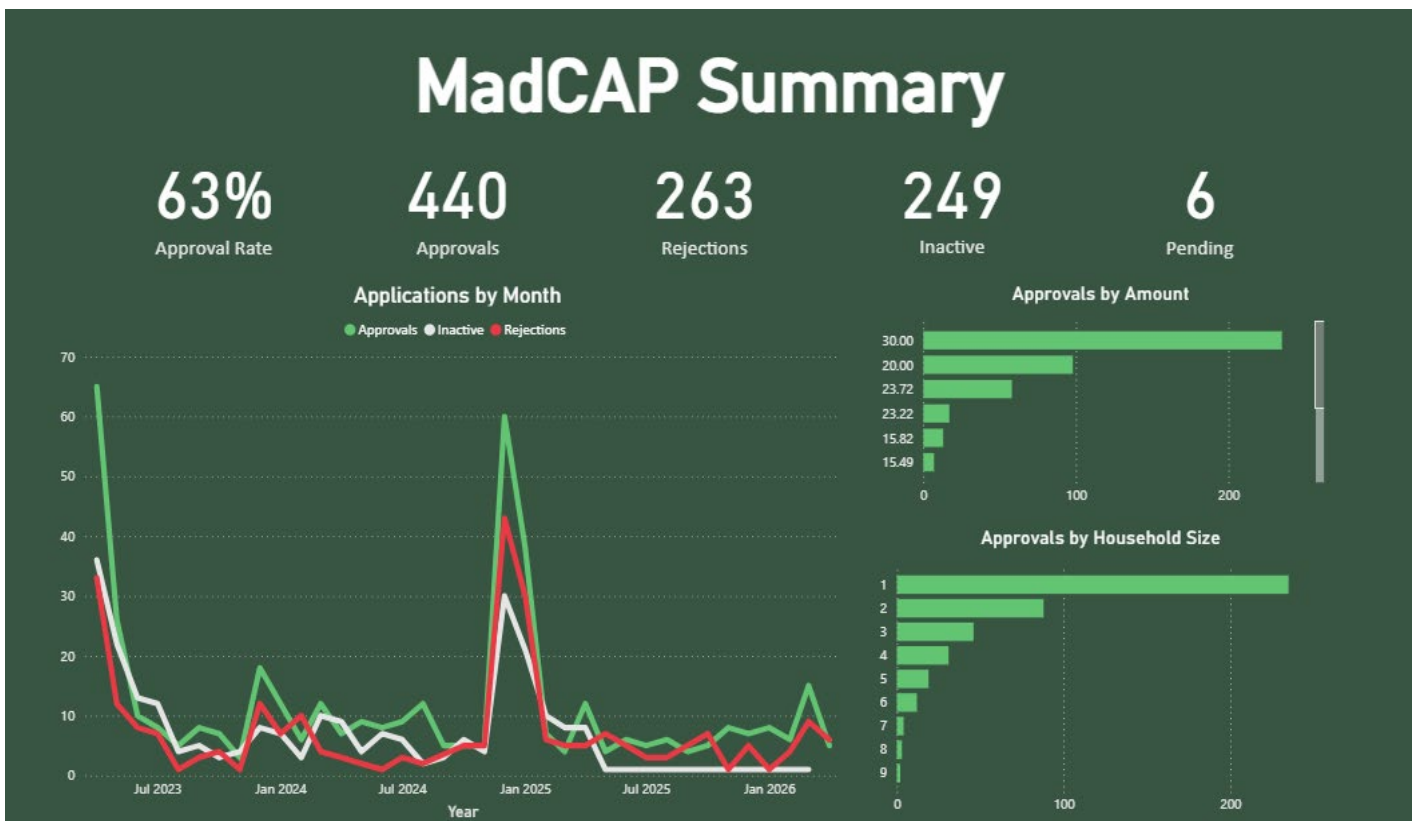 MadCAP Summary
63% 440 263 249 6
Approval Rate Approvals Rejections Inactive Pending
Applications by Month
Approvals Inactive Rejections
70
60
50
40
30
20
10
0
Jul 2023 Jan 2024 Jul 2024 Jan 2025 Jul 2025 Jan 2026
Year
Approvals by Amount
30.00
20.00
23.72
23.22
15.82
15.49
0 100 200
Approvals by Household Size
1
2
3
4
5
6
7
8
9
0 100 200